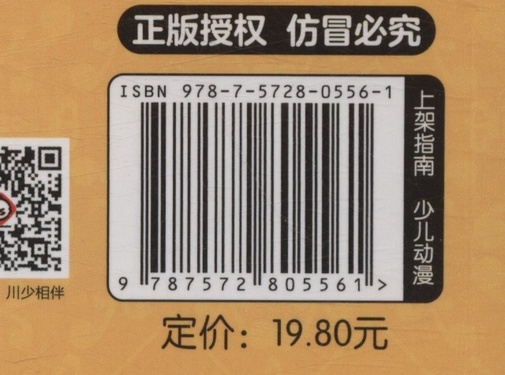 正版授权 仿冒必究
ISBN 978-7-5728-0556-1
上架指南 少儿动漫
9 787572 805561 >
川少相伴
定价：19.80元